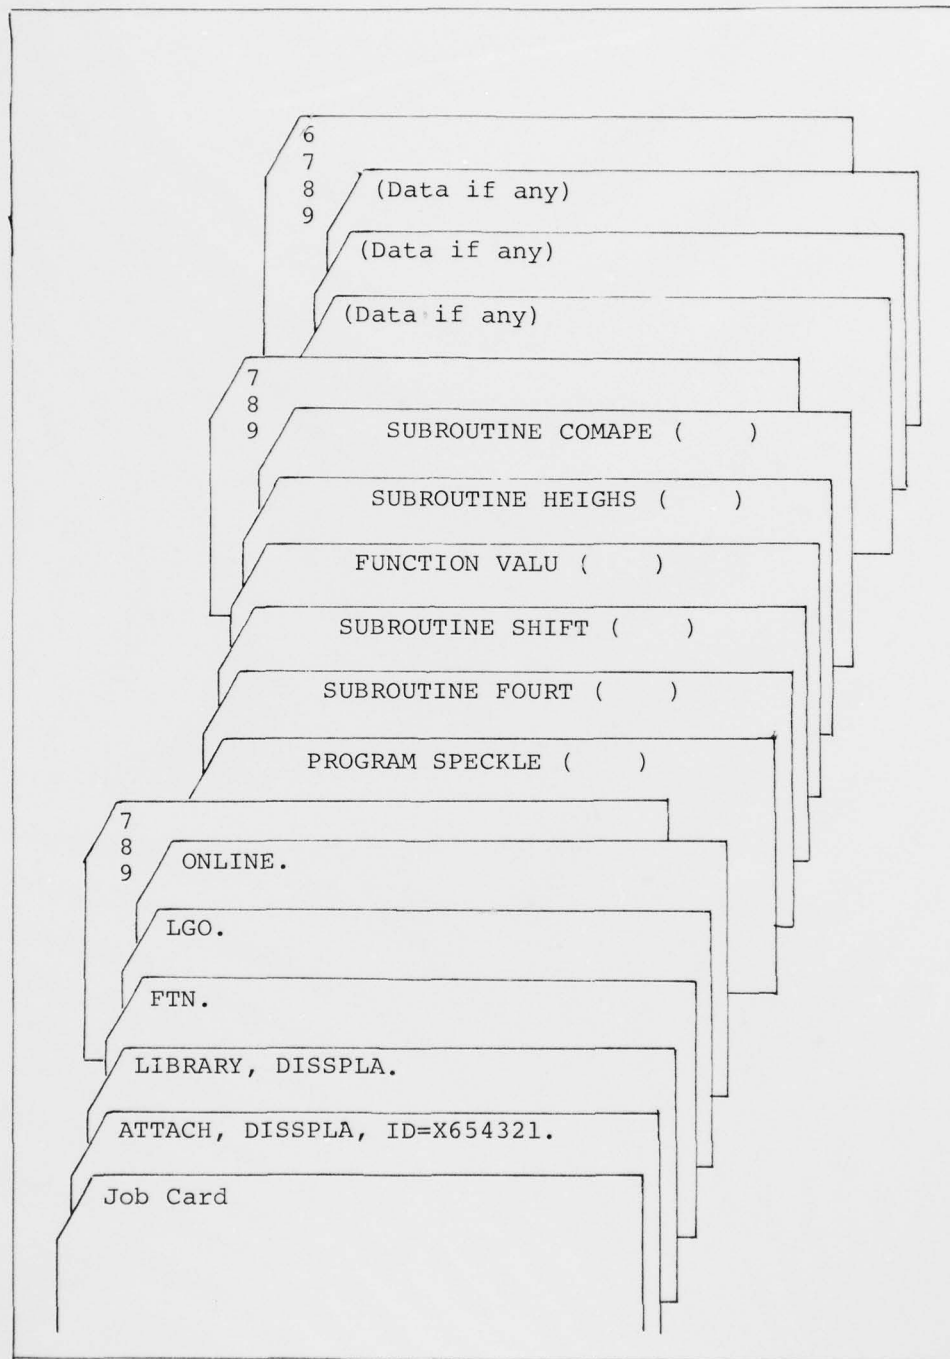 6
7
8
9
(Data if any)
(Data if any)
(Data if any)
7
8
9
SUBROUTINE COMAPE (    )
SUBROUTINE HEIGHS (    )
FUNCTION VALU (    )
SUBROUTINE SHIFT (    )
SUBROUTINE FOURT (    )
PROGRAM SPECKLE (    )
7
8
9
ONLINE.
LGO.
FTN.
LIBRARY, DISSPLA.
ATTACH, DISSPLA, ID=X654321.
Job Card